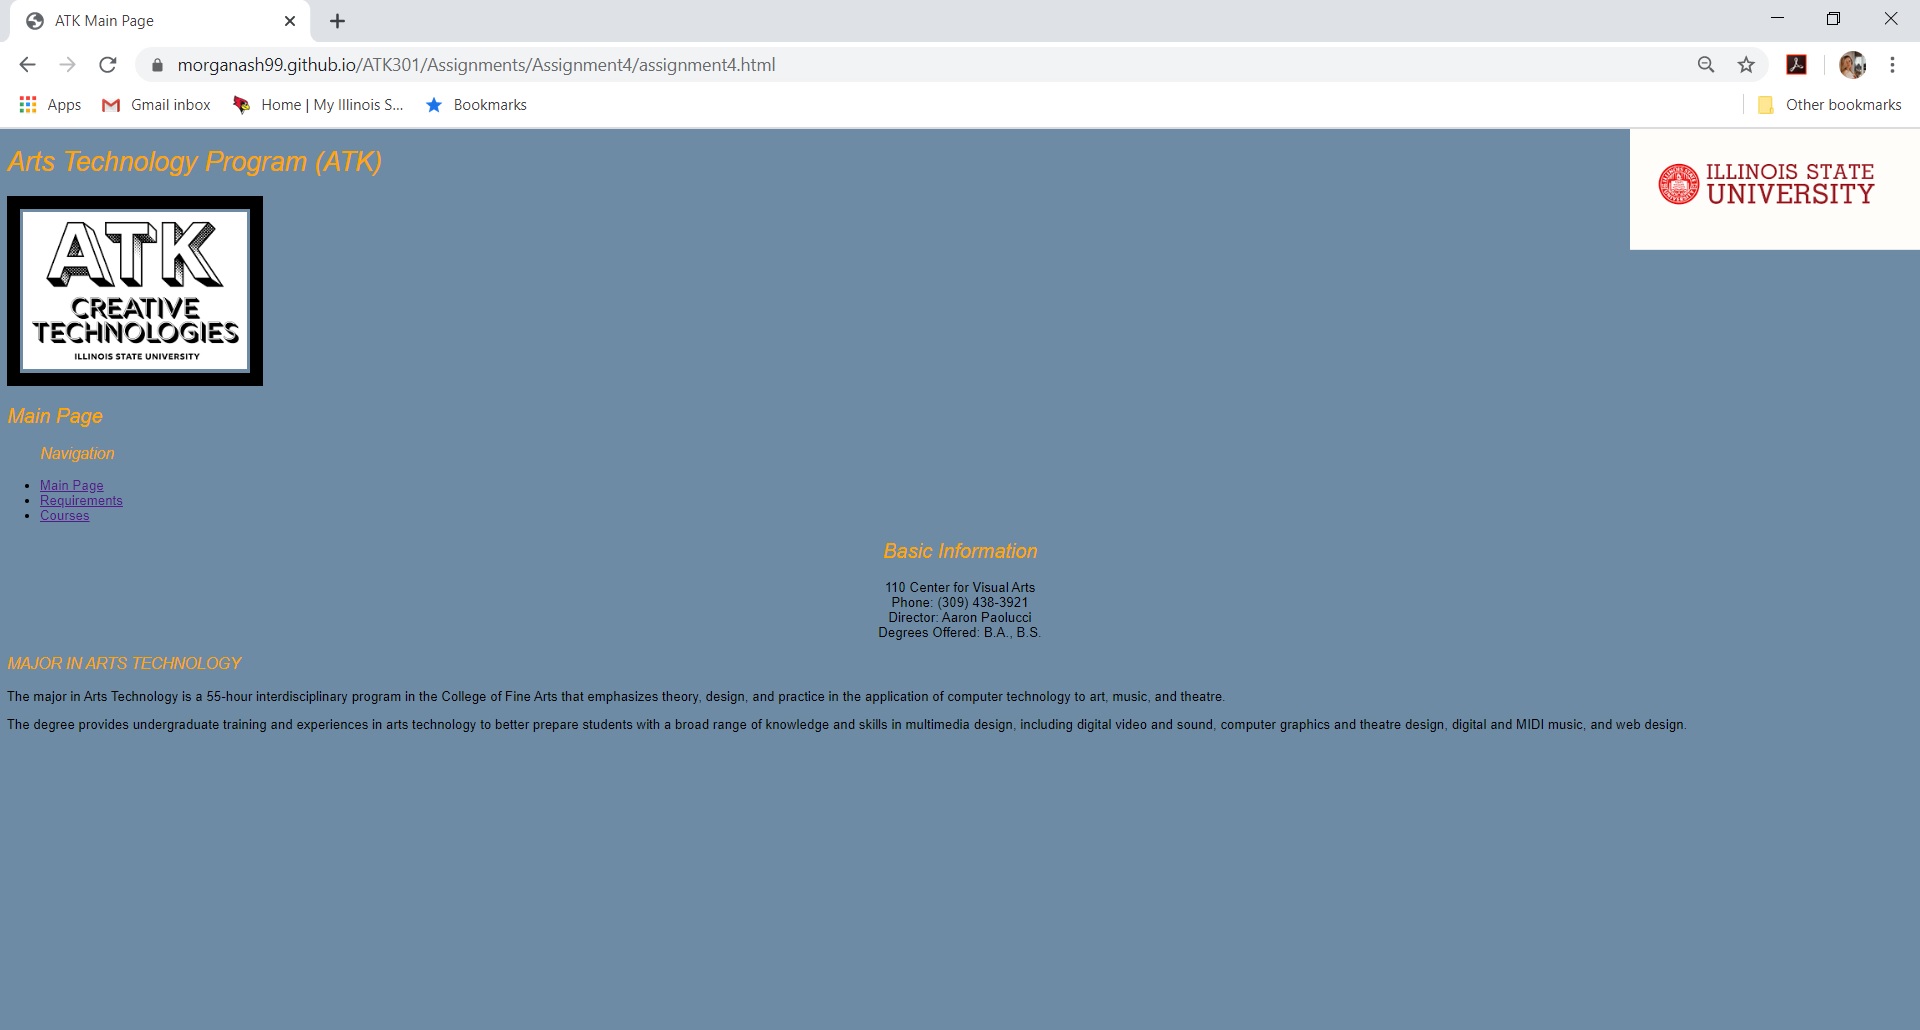 ATK Main Page
morganash99.github.io/ATK301/Assignments/Assignment4/assignment4.html
Apps
Gmail inbox
Home | My Illinois S...
Bookmarks
Other bookmarks
Arts Technology Program (ATK)
ILLINOIS STATE
UNIVERSITY
ATK
CREATIVE
TECHNOLOGIES
ILLINOIS STATE UNIVERSITY
Main Page
Navigation
Main Page
Requirements
Courses
Basic Information
110 Center for Visual Arts
Phone: (309) 438-3921
Director: Aaron Paolucci
Degrees Offered: B.A., B.S.
MAJOR IN ARTS TECHNOLOGY
The major in Arts Technology is a 55-hour interdisciplinary program in the College of Fine Arts that emphasizes theory, design, and practice in the application of computer technology to art, music, and theatre.
The degree provides undergraduate training and experiences in arts technology to better prepare students with a broad range of knowledge and skills in multimedia design, including digital video and sound, computer graphics and theatre design, digital and MIDI music, and web design.